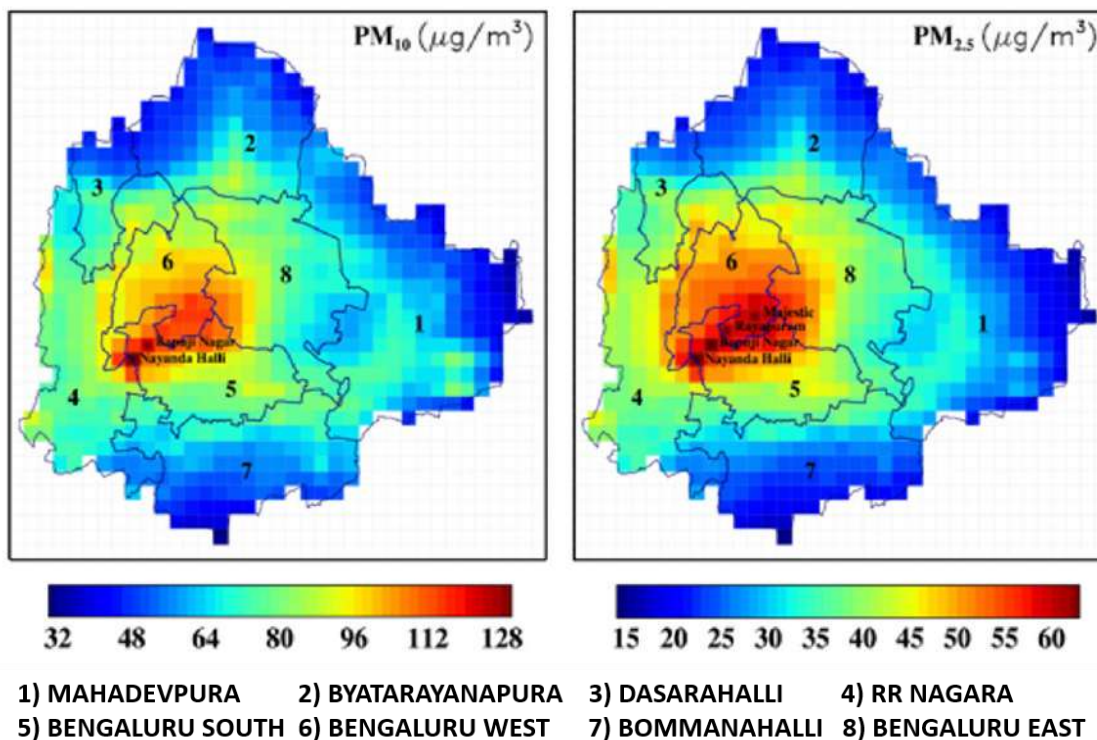 PM10 (μg/m³)
2
3
6
8
1
Bapuji Nagar
Nayanda Halli
5
4
7
32 48 64 80 96 112 128
PM2.5 (μg/m³)
2
3
6
8
Majestic
1
Rayapuram
Bapuji Nagar
Nayanda Halli
5
4
7
15 20 25 30 35 40 45 50 55 60
1) MAHADEVPURA 2) BYATARAYANAPURA 3) DASARAHALLI 4) RR NAGARA
5) BENGALURU SOUTH 6) BENGALURU WEST 7) BOMMANAHALLI 8) BENGALURU EAST